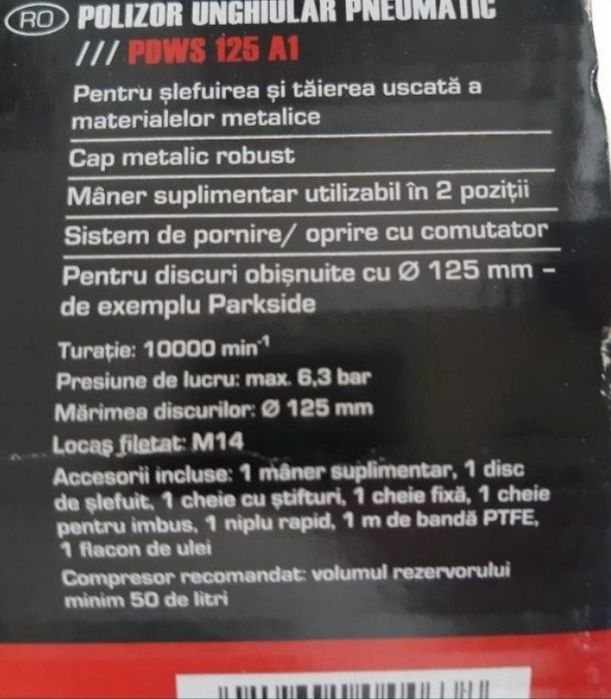 RO POLIZOR UNGHIULAR PNEUMATIC
/// PDWS 125 A1
Pentru șlefuirea și tăierea uscată a
materialelor metalice
Cap metalic robust
Mâner suplimentar utilizabil în 2 poziții
Sistem de pornire/ oprire cu comutator
Pentru discuri obișnuite cu Ø 125 mm –
de exemplu Parkside
Turație: 10000 min⁻¹
Presiune de lucru: max. 6,3 bar
Mărimea discurilor: Ø 125 mm
Locaș filetat: M14
Accesorii incluse: 1 mâner suplimentar, 1 disc
de șlefuit, 1 cheie cu știfturi, 1 cheie fixă, 1 cheie
pentru imbus, 1 niplu rapid, 1 m de bandă PTFE,
1 flacon de ulei
Compresor recomandat: volumul rezervorului
minim 50 de litri